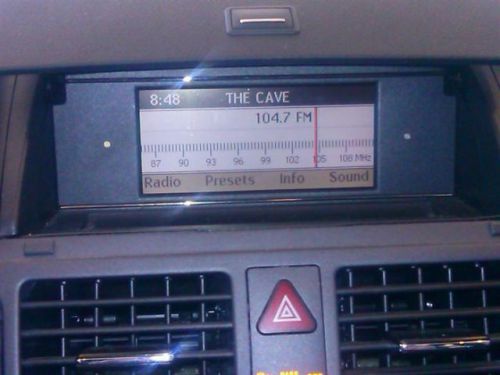 8:48 THE CAVE
104.7 FM
87 90 93 96 99 102 105 108 MHz
Radio Presets Info Sound